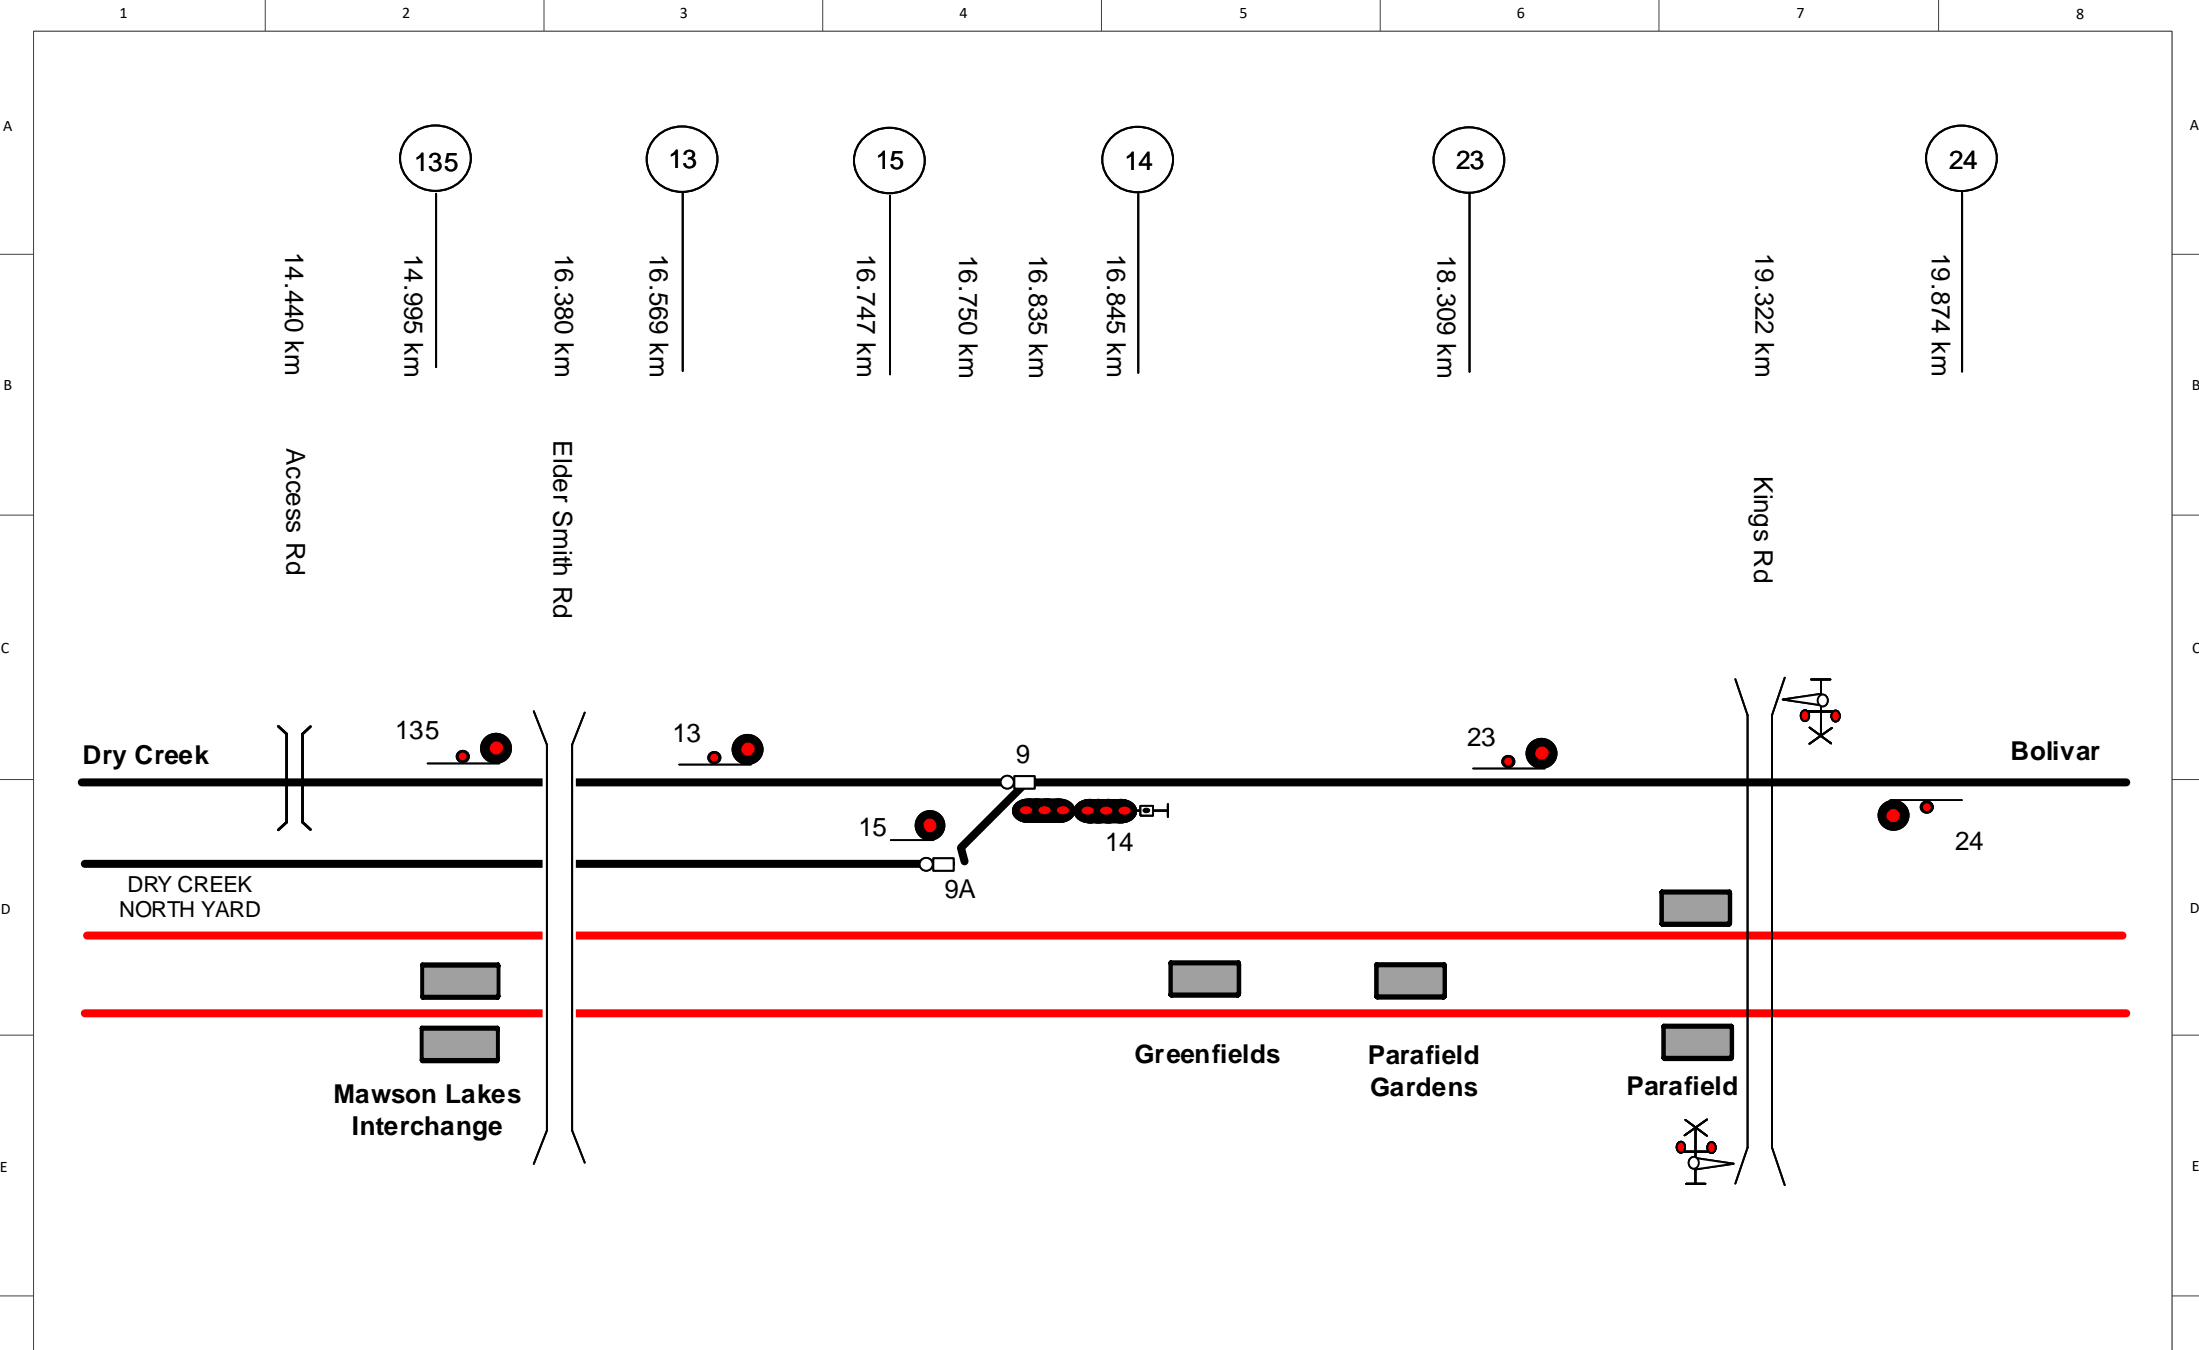 1 2 3 4 5 6 7 8
A A
135 13 15 14 23 24
B B
14.440 km
14.995 km
16.380 km
16.569 km
16.747 km
16.750 km
16.835 km
16.845 km
18.309 km
19.322 km
19.874 km
Access Rd
Elder Smith Rd
Kings Rd
C C
135
13
9
23
Dry Creek
Bolivar
15
14
24
9A
DRY CREEK
NORTH YARD
D D
Greenfields
Parafield
Gardens
Parafield
Mawson Lakes
Interchange
E E